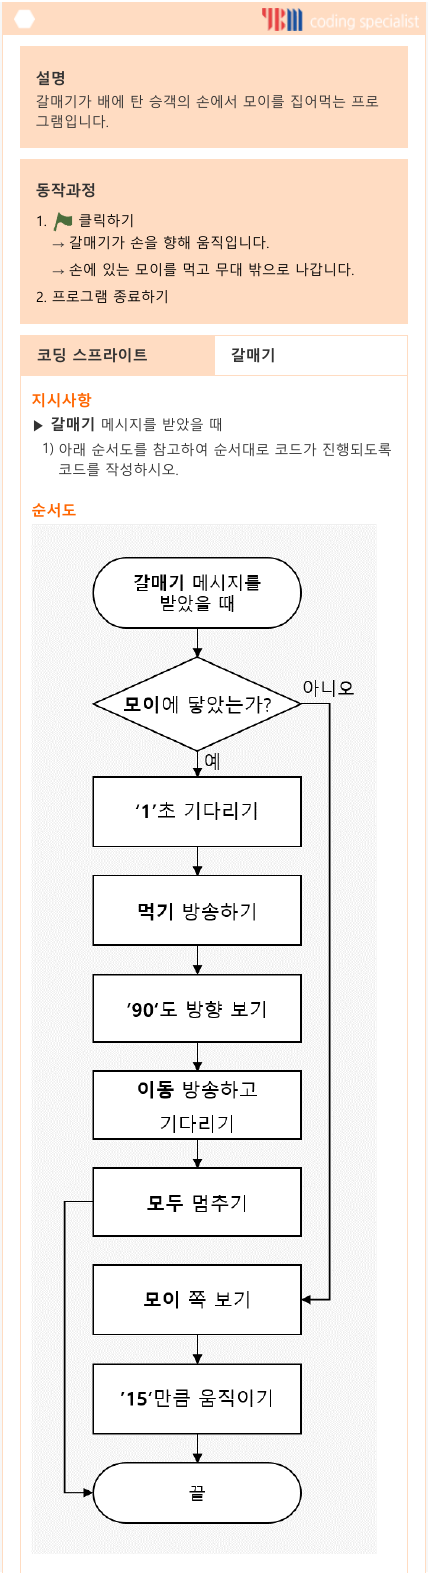 YBM coding specialist
설명
갈매기가 배에 탄 승객의 손에서 모이를 집어먹는 프로
그램입니다.
동작과정
1. 클릭하기
→ 갈매기가 손을 향해 움직입니다.
→ 손에 있는 모이를 먹고 무대 밖으로 나갑니다.
2. 프로그램 종료하기
코딩 스프라이트 갈매기
지시사항
▶ 갈매기 메시지를 받았을 때
1) 아래 순서도를 참고하여 순서대로 코드가 진행되도록
코드를 작성하시오.
순서도
갈매기 메시지를
받았을 때
모이에 닿았는가?
아니오
예
‘1’초 기다리기
먹기 방송하기
’90‘도 방향 보기
이동 방송하고
기다리기
모두 멈추기
모이 쪽 보기
’15‘만큼 움직이기
끝